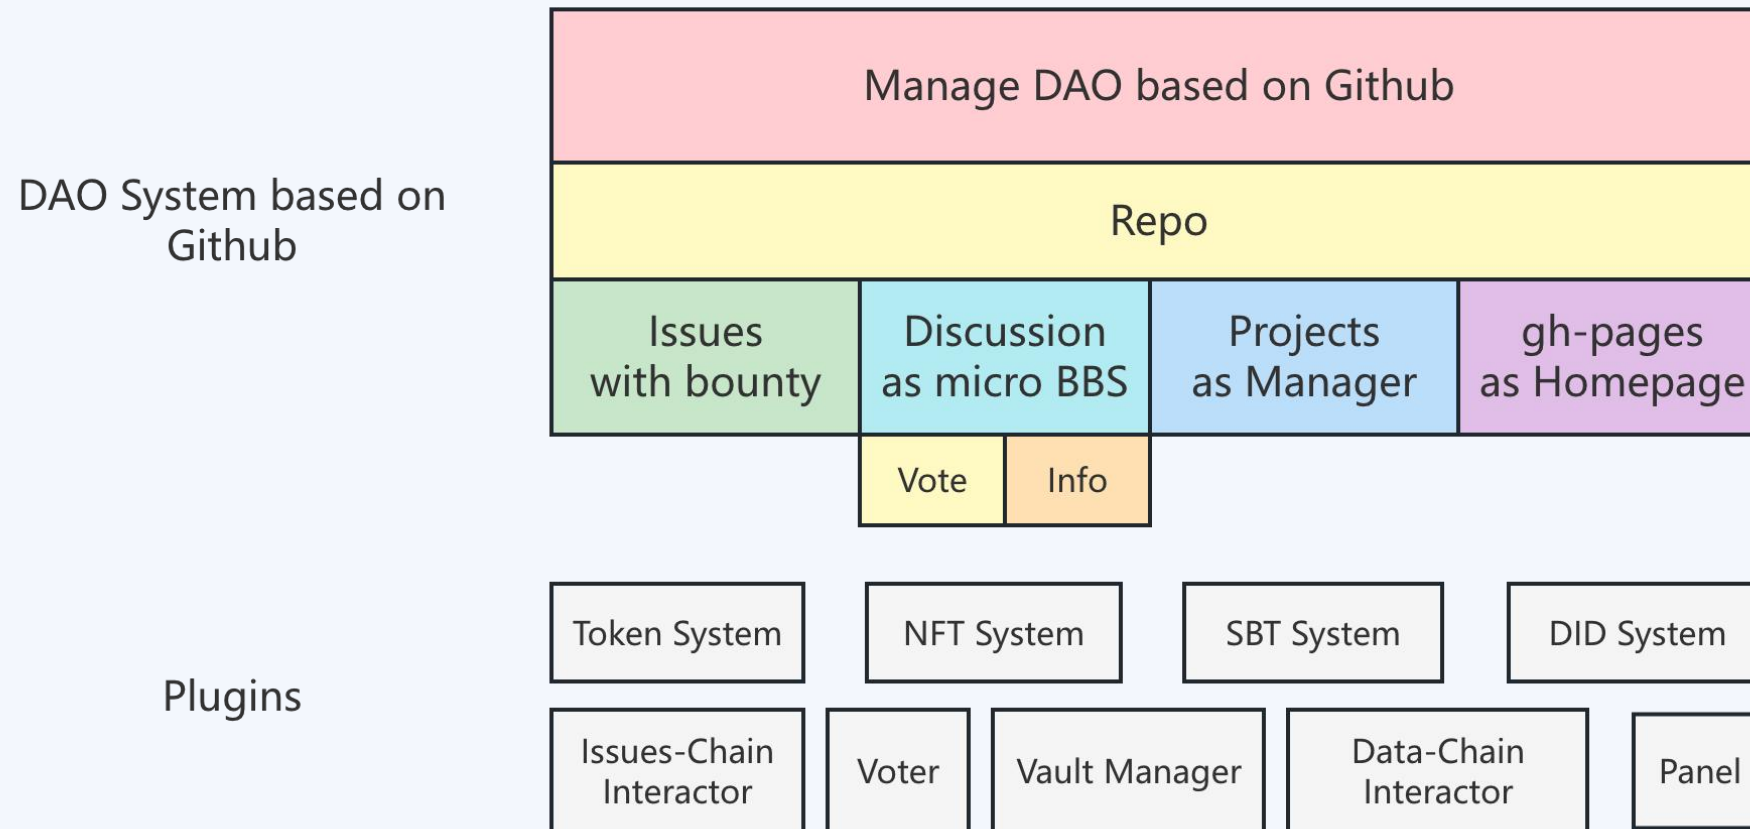 Manage DAO based on Github
DAO System based on
Github
Repo
Issues
with bounty
Discussion
as micro BBS
Projects
as Manager
gh-pages
as Homepage
Vote
Info
Plugins
Token System
NFT System
SBT System
DID System
Issues-Chain
Interactor
Voter
Vault Manager
Data-Chain
Interactor
Panel